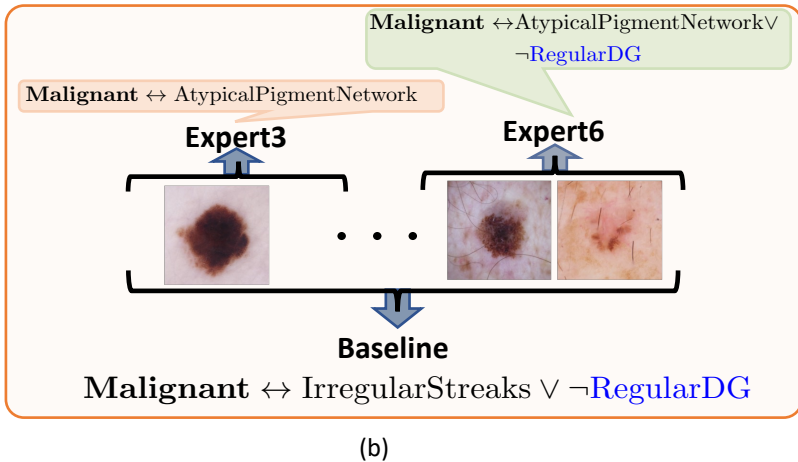 Malignant ↔AtypicalPigmentNetwork∨
¬RegularDG
Malignant ↔ AtypicalPigmentNetwork
Expert3
Expert6
. . .
Baseline
Malignant ↔ IrregularStreaks ∨ ¬RegularDG
(b)